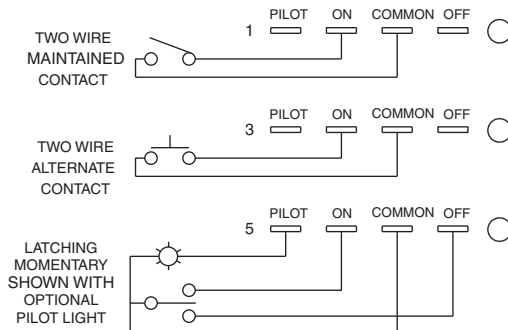 1 PILOT ON COMMON OFF
TWO WIRE
MAINTAINED
CONTACT
3 PILOT ON COMMON OFF
TWO WIRE
ALTERNATE
CONTACT
5 PILOT ON COMMON OFF
LATCHING
MOMENTARY
SHOWN WITH
OPTIONAL
PILOT LIGHT